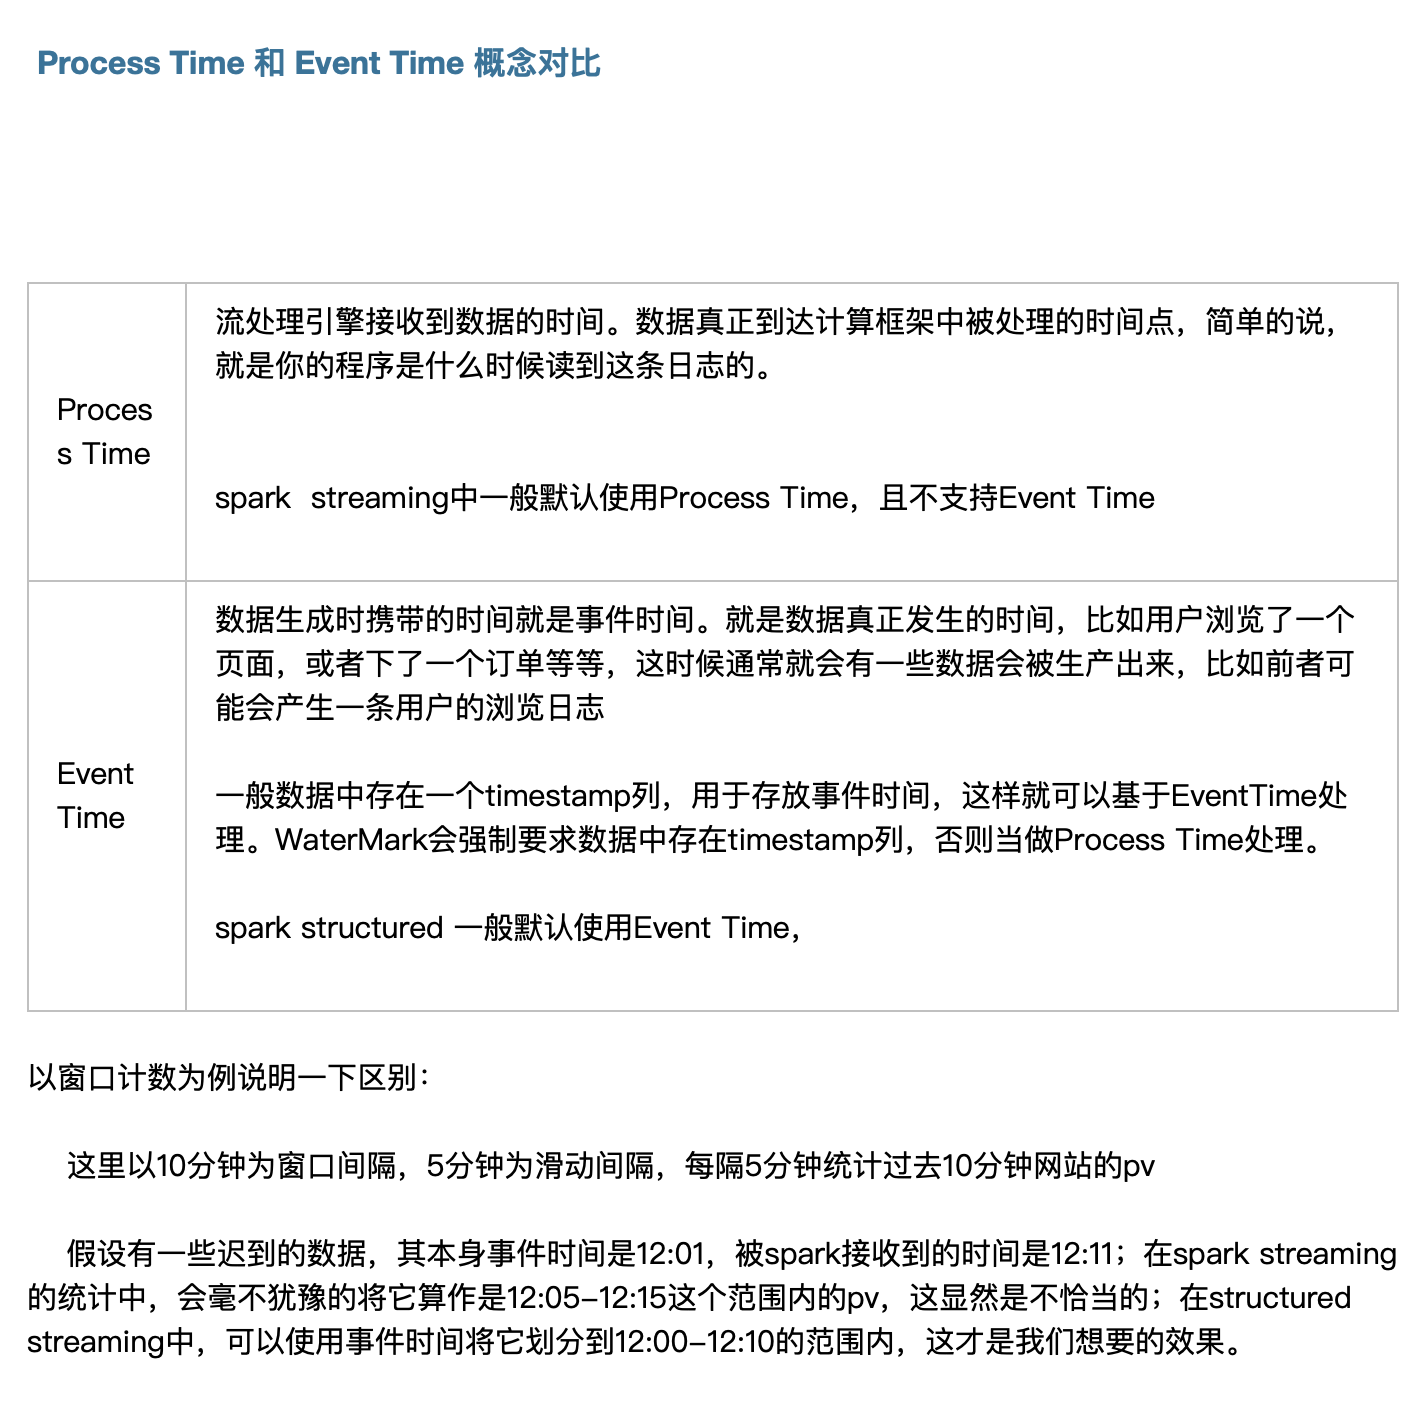 Process Time 和 Event Time 概念对比
Proces
s Time
流处理引擎接收到数据的时间。数据真正到达计算框架中被处理的时间点，简单的说，
就是你的程序是什么时候读到这条日志的。
spark  streaming中一般默认使用Process Time，且不支持Event Time
Event
Time
数据生成时携带的时间就是事件时间。就是数据真正发生的时间，比如用户浏览了一个
页面，或者下了一个订单等等，这时候通常就会有一些数据会被生产出来，比如前者可
能会产生一条用户的浏览日志
一般数据中存在一个timestamp列，用于存放事件时间，这样就可以基于EventTime处
理。WaterMark会强制要求数据中存在timestamp列，否则当做Process Time处理。
spark structured 一般默认使用Event Time，
以窗口计数为例说明一下区别：
这里以10分钟为窗口间隔，5分钟为滑动间隔，每隔5分钟统计过去10分钟网站的pv
假设有一些迟到的数据，其本身事件时间是12:01，被spark接收到的时间是12:11；在spark streaming
的统计中，会毫不犹豫的将它算作是12:05–12:15这个范围内的pv，这显然是不恰当的；在structured
streaming中，可以使用事件时间将它划分到12:00–12:10的范围内，这才是我们想要的效果。